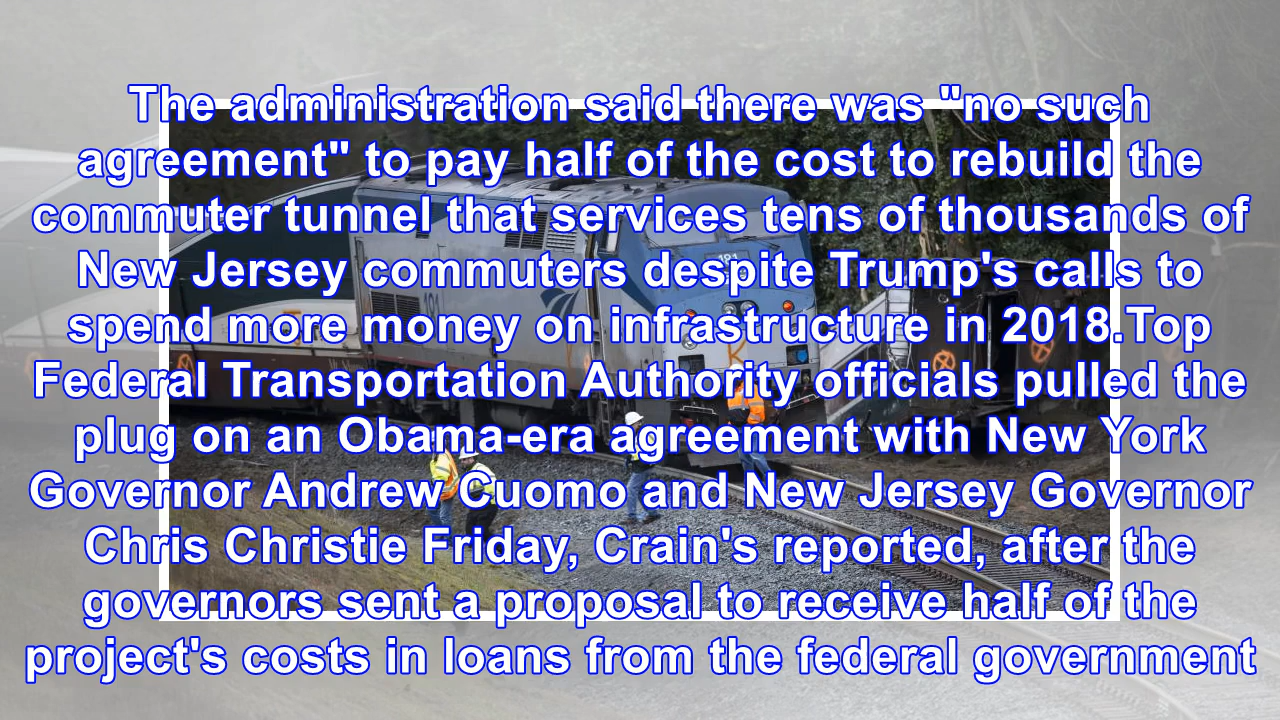 The administration said there was "no such
agreement" to pay half of the cost to rebuild the
commuter tunnel that services tens of thousands of
New Jersey commuters despite Trump's calls to
spend more money on infrastructure in 2018.Top
Federal Transportation Authority officials pulled the
plug on an Obama-era agreement with New York
Governor Andrew Cuomo and New Jersey Governor
Chris Christie Friday, Crain's reported, after the
governors sent a proposal to receive half of the
project's costs in loans from the federal government
181
181
K